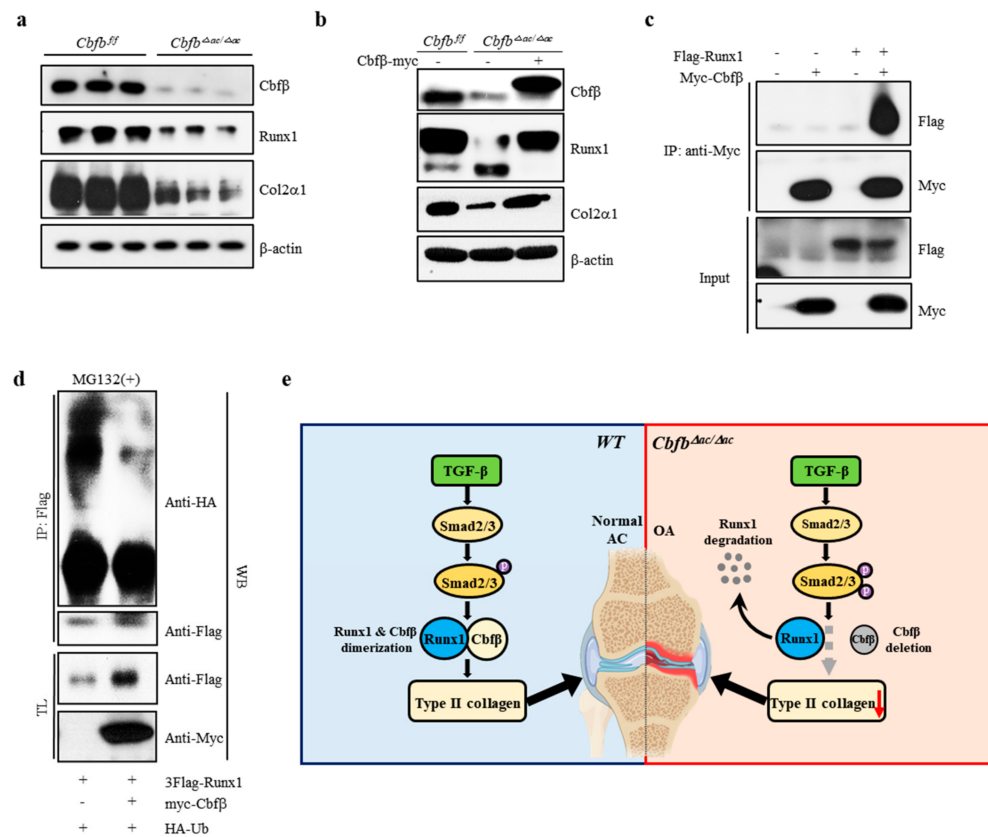 a
Cbfb f/f Cbfb Δac/Δac
Cbfβ
Runx1
Col2α1
β-actin
b
Cbfb f/f Cbfb Δac/Δac
Cbfβ-myc - - +
Cbfβ
Runx1
Col2α1
β-actin
c
Flag-Runx1 - - + +
Myc-Cbfβ - + - +
IP: anti-Myc
Flag
Myc
Input
Flag
Myc
d
MG132(+)
IP: Flag
Anti-HA
Anti-Flag
TL
Anti-Flag
Anti-Myc
WB
+ + 3Flag-Runx1
- + myc-Cbfβ
+ + HA-Ub
e
WT
TGF-β
Smad2/3
Smad2/3
P
Runx1 & Cbfβ
dimerization
Runx1
Cbfβ
Type II collagen
Normal
AC
OA
Cbfb Δac/Δac
TGF-β
Smad2/3
Smad2/3
P
P
Runx1
degradation
Runx1
Cbfβ
Cbfβ
deletion
Type II collagen